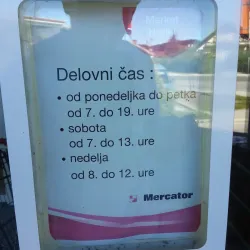 Market
Delovni čas :
• od ponedeljka do petka
od 7. do 19. ure
• sobota
od 7. do 13. ure
• nedelja
od 8. do 12. ure
Mercator